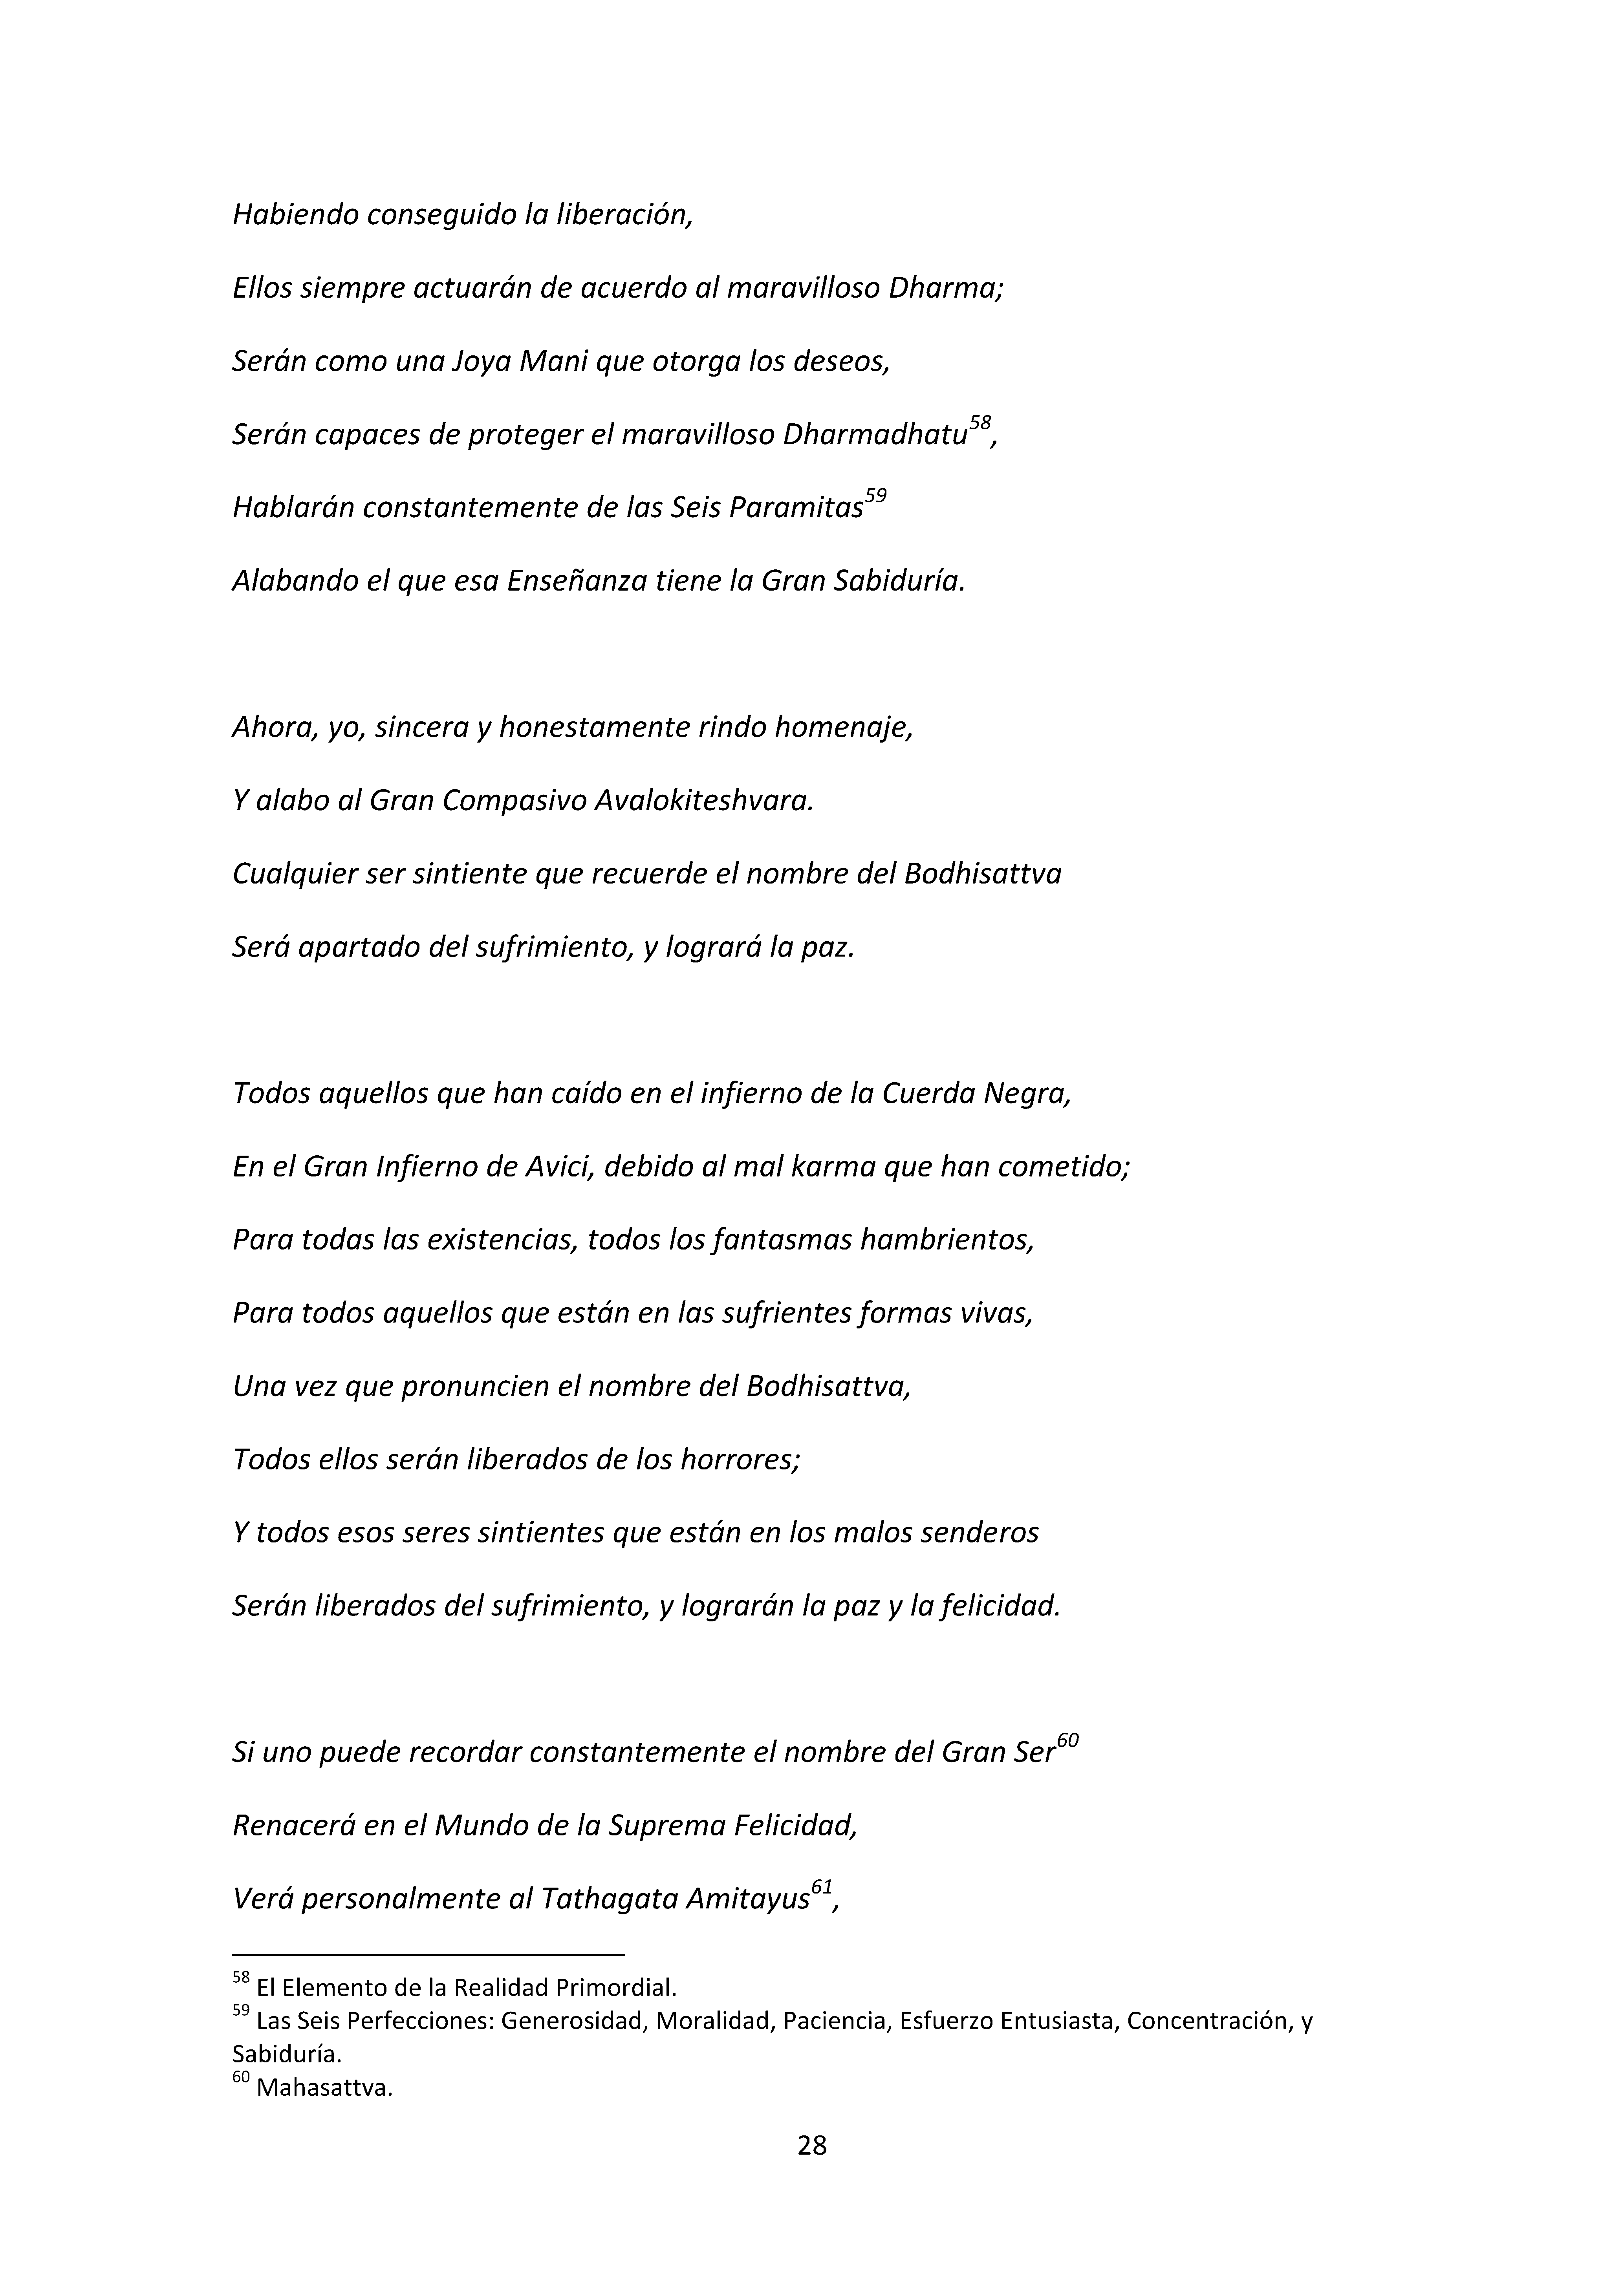 Habiendo conseguido la liberación,
Ellos siempre actuarán de acuerdo al maravilloso Dharma;
Serán como una Joya Mani que otorga los deseos,
Serán capaces de proteger el maravilloso Dharmadhatu58,
Hablarán constantemente de las Seis Paramitas59
Alabando el que esa Enseñanza tiene la Gran Sabiduría.
Ahora, yo, sincera y honestamente rindo homenaje,
Y alabo al Gran Compasivo Avalokiteshvara.
Cualquier ser sintiente que recuerde el nombre del Bodhisattva
Será apartado del sufrimiento, y logrará la paz.
Todos aquellos que han caído en el infierno de la Cuerda Negra,
En el Gran Infierno de Avici, debido al mal karma que han cometido;
Para todas las existencias, todos los fantasmas hambrientos,
Para todos aquellos que están en las sufrientes formas vivas,
Una vez que pronuncien el nombre del Bodhisattva,
Todos ellos serán liberados de los horrores;
Y todos esos seres sintientes que están en los malos senderos
Serán liberados del sufrimiento, y lograrán la paz y la felicidad.
Si uno puede recordar constantemente el nombre del Gran Ser60
Renacerá en el Mundo de la Suprema Felicidad,
Verá personalmente al Tathagata Amitayus61,
58 El Elemento de la Realidad Primordial.
59 Las Seis Perfecciones: Generosidad, Moralidad, Paciencia, Esfuerzo Entusiasta, Concentración, y
Sabiduría.
60 Mahasattva.
28